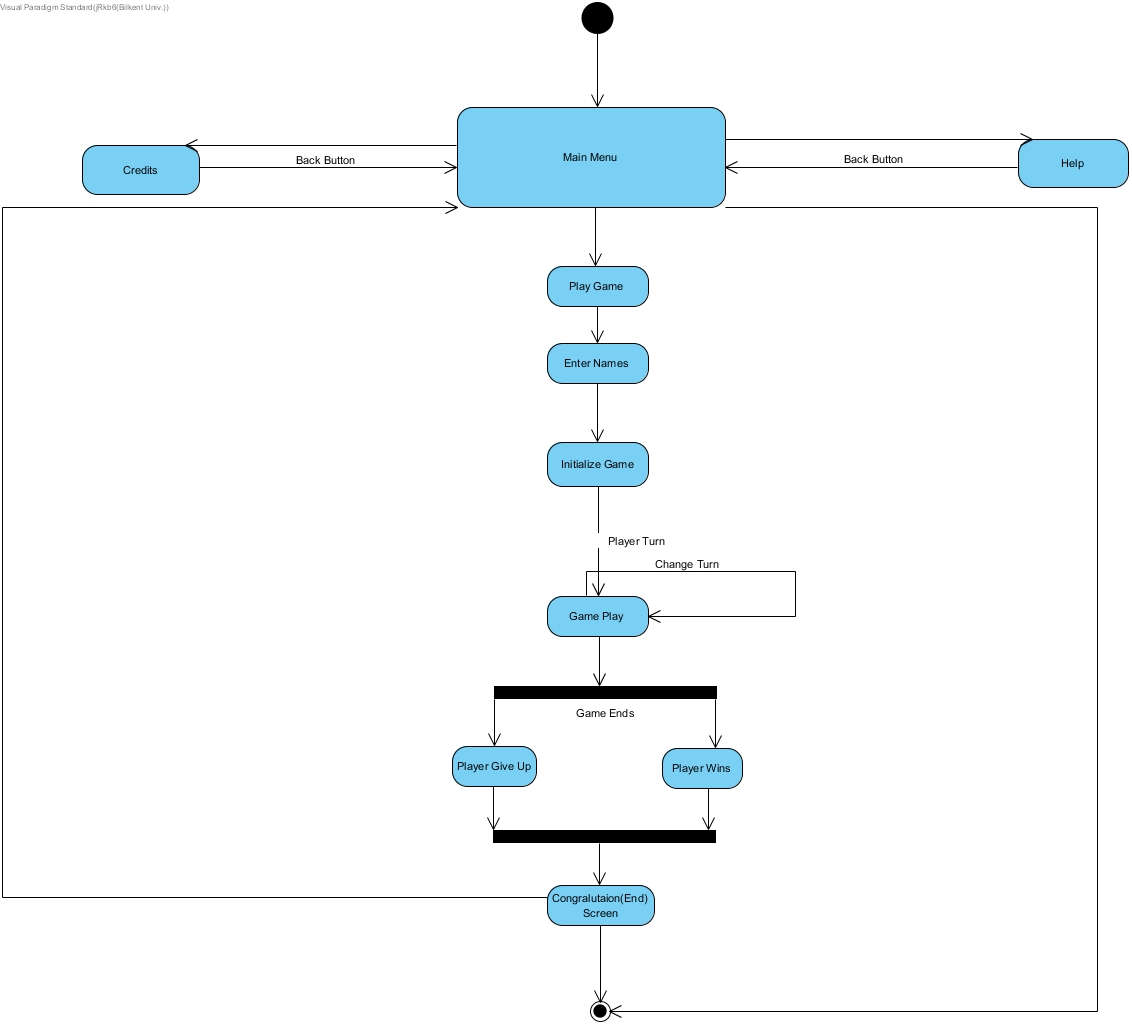 Visual Paradigm Standard(jRkb6(Bilkent Univ.))
Main Menu
Credits
Back Button
Back Button
Help
Play Game
Enter Names
Initialize Game
Player Turn
Change Turn
Game Play
Game Ends
Player Give Up
Player Wins
Congralutaion(End)
Screen